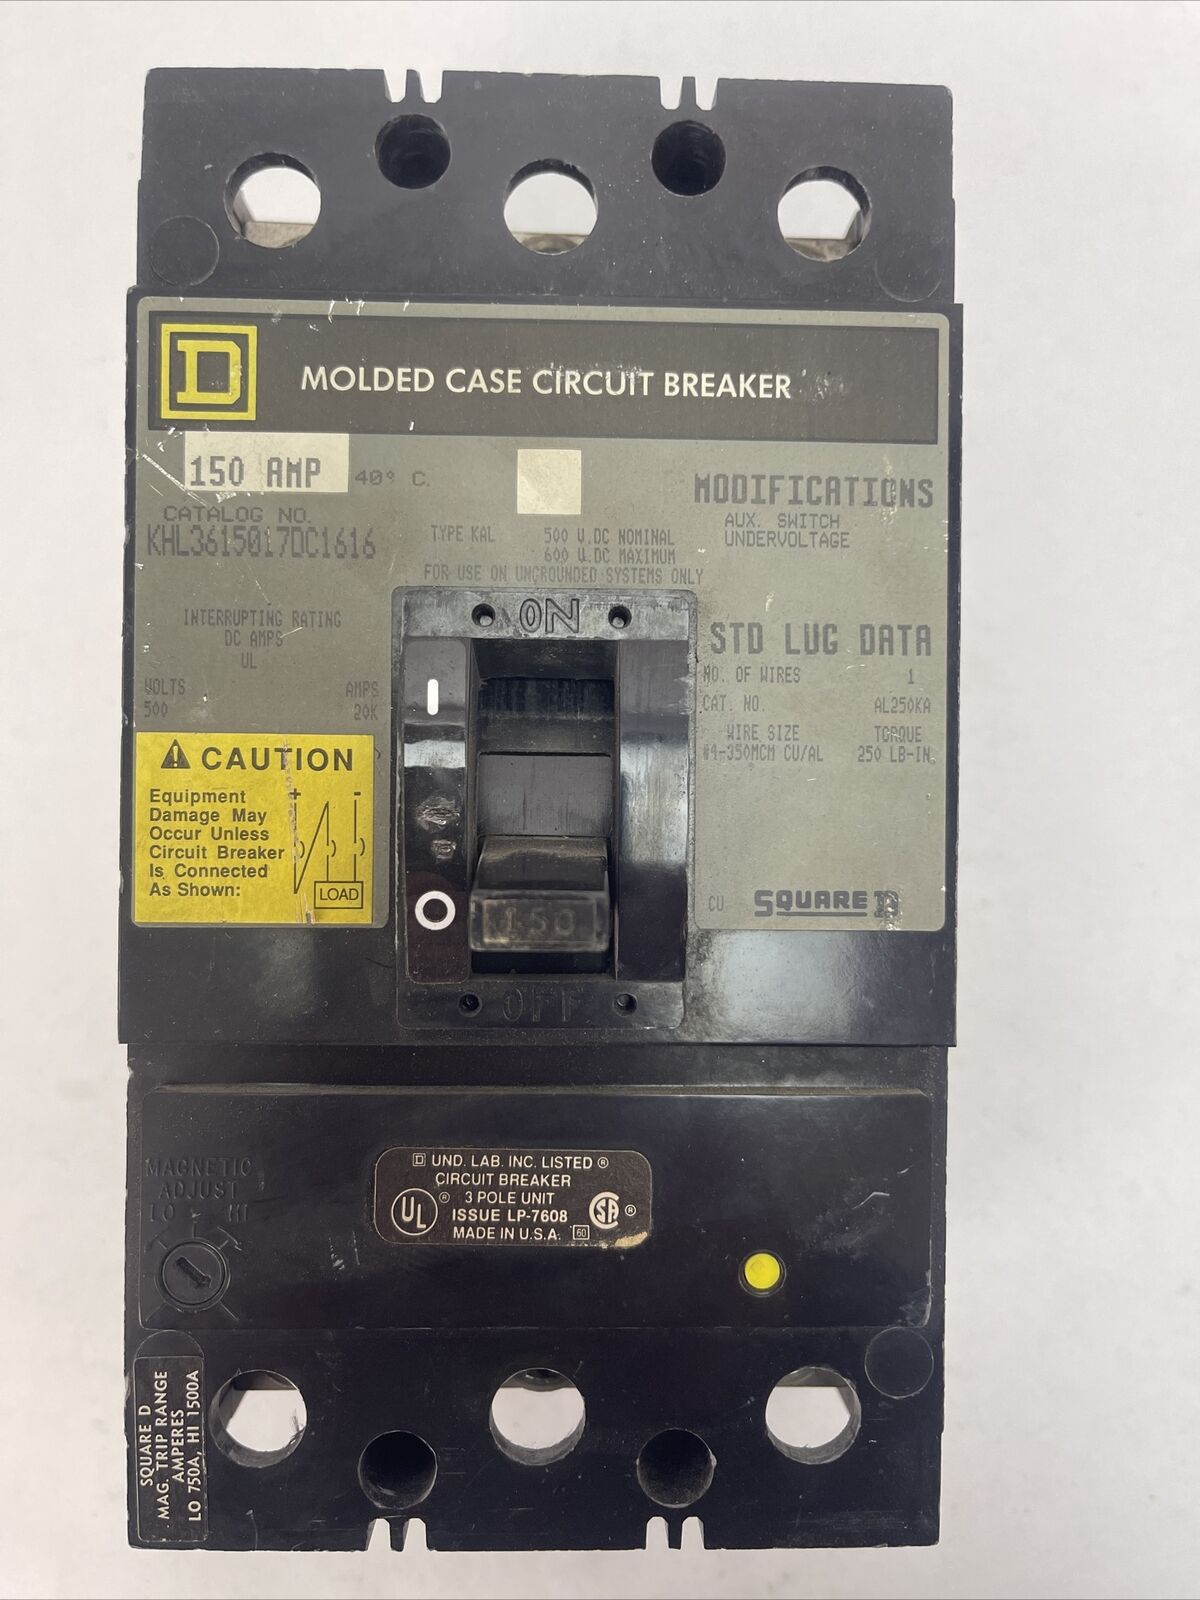 D
MOLDED CASE CIRCUIT BREAKER
150 AMP 40° C.
CATALOG NO.
KHL3615017DC1616
TYPE KAL 500 V.DC NOMINAL
600 V.DC MAXIMUM
FOR USE ON UNGROUNDED SYSTEMS ONLY
MODIFICATIONS
AUX. SWITCH
UNDERVOLTAGE
INTERRUPTING RATING
DC AMPS
UL
VOLTS AMPS
500 20K
STD LUG DATA
NO. OF WIRES 1
CAT. NO. AL250KA
WIRE SIZE TORQUE
#4-350MCM CU/AL 250 LB-IN
CU SQUARE D
⚠ CAUTION
Equipment
Damage May
Occur Unless
Circuit Breaker
Is Connected
As Shown:
+ -
LOAD
ON
I
O
150
OFF
MAGNETIC
ADJUST
LO HI
D UND. LAB. INC. LISTED ®
CIRCUIT BREAKER
UL ® 3 POLE UNIT SA ®
ISSUE LP-7608
MADE IN U.S.A. 60
SQUARE D
MAG. TRIP RANGE
AMPERES
LO 750A, HI 1500A